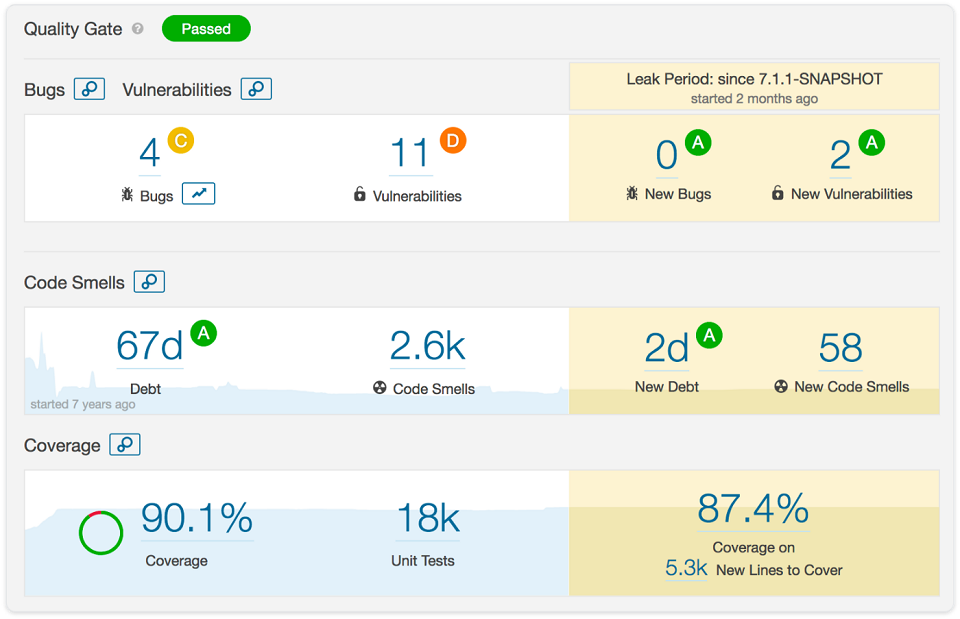 Quality Gate ? Passed
Bugs Vulnerabilities
Leak Period: since 7.1.1-SNAPSHOT
started 2 months ago
4 C 11 D 0 A 2 A
Bugs Vulnerabilities New Bugs New Vulnerabilities
Code Smells
67d A 2.6k 2d A 58
Debt Code Smells New Debt New Code Smells
started 7 years ago
Coverage
90.1% 18k 87.4%
Coverage Unit Tests Coverage on
5.3k New Lines to Cover